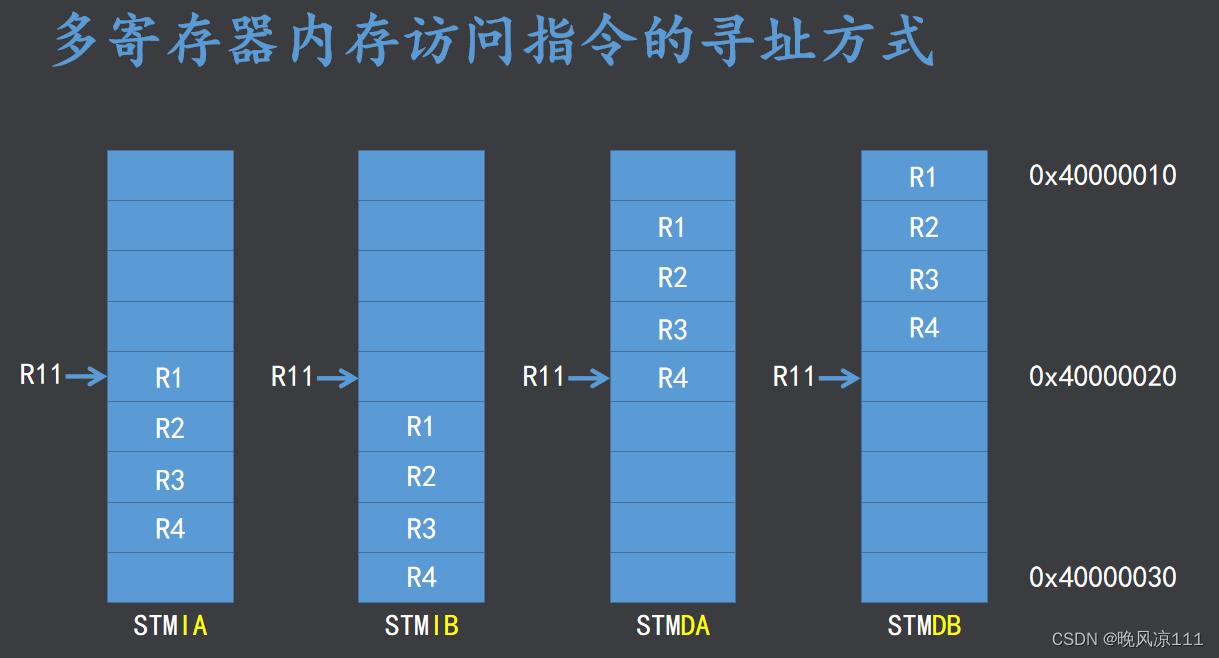 多寄存器内存访问指令的寻址方式
R1 0x40000010
R1 R2
R2 R3
R3 R4
R11 R1 R11 R11 R4 R11 0x40000020
R2 R1
R3 R2
R4 R3
R4 0x40000030
STMIA STMIB STMDA STMDB
CSDN @晚风凉111